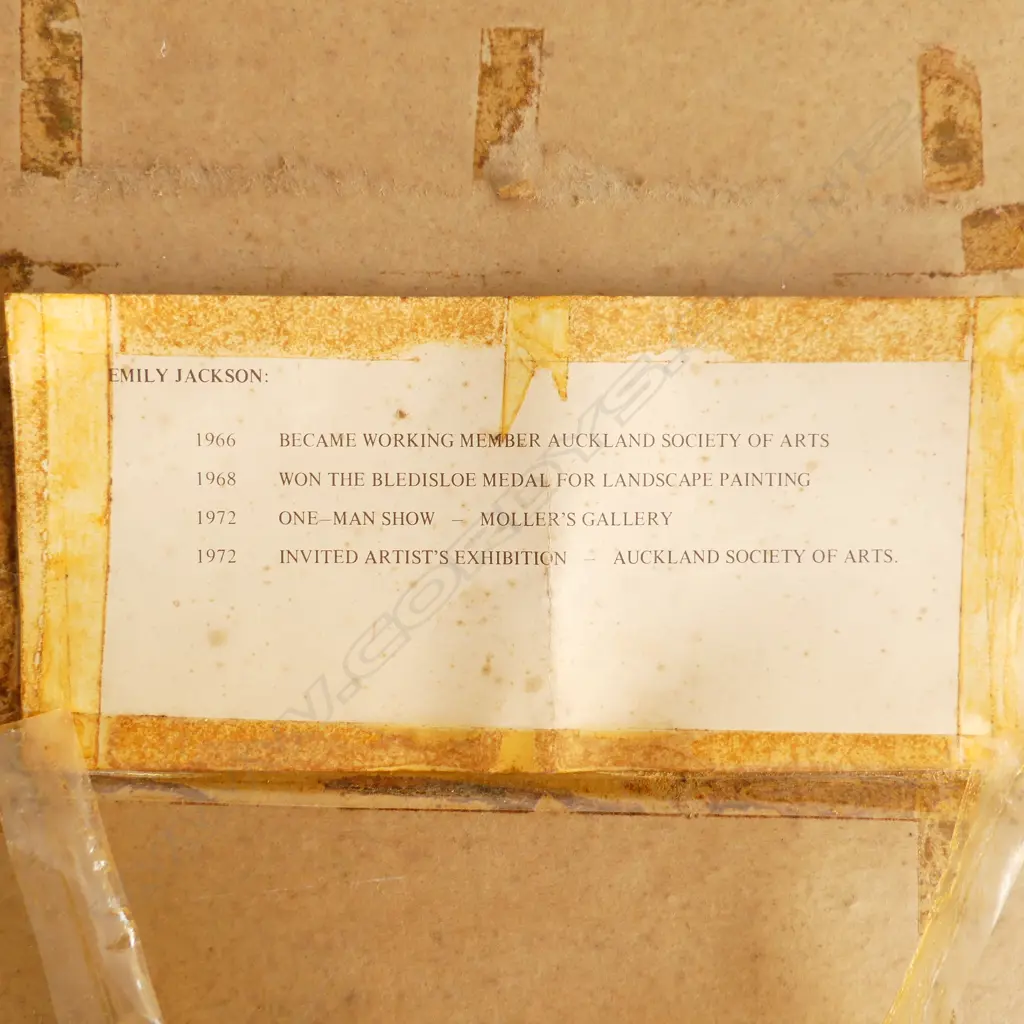 EMILY JACKSON:
1966 BECAME WORKING MEMBER AUCKLAND SOCIETY OF ARTS
1968 WON THE BLEDISLOE MEDAL FOR LANDSCAPE PAINTING
1972 ONE–MAN SHOW – MOLLER'S GALLERY
1972 INVITED ARTIST'S EXHIBITION – AUCKLAND SOCIETY OF ARTS.